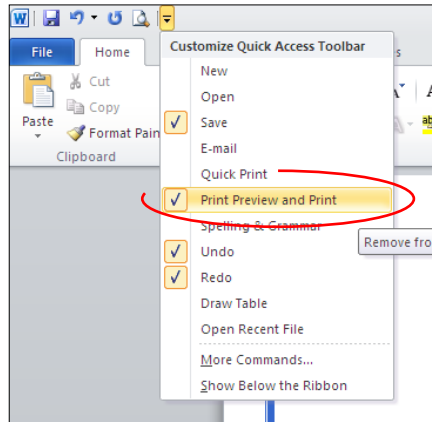 W
File Home s
Customize Quick Access Toolbar
New
Open
Save
E-mail
Quick Print
Print Preview and Print
Spelling & Grammar
Undo
Redo
Draw Table
Open Recent File
More Commands...
Show Below the Ribbon
Cut
Copy
Paste
Format Pain
Clipboard
A
A
ab
Remove fro